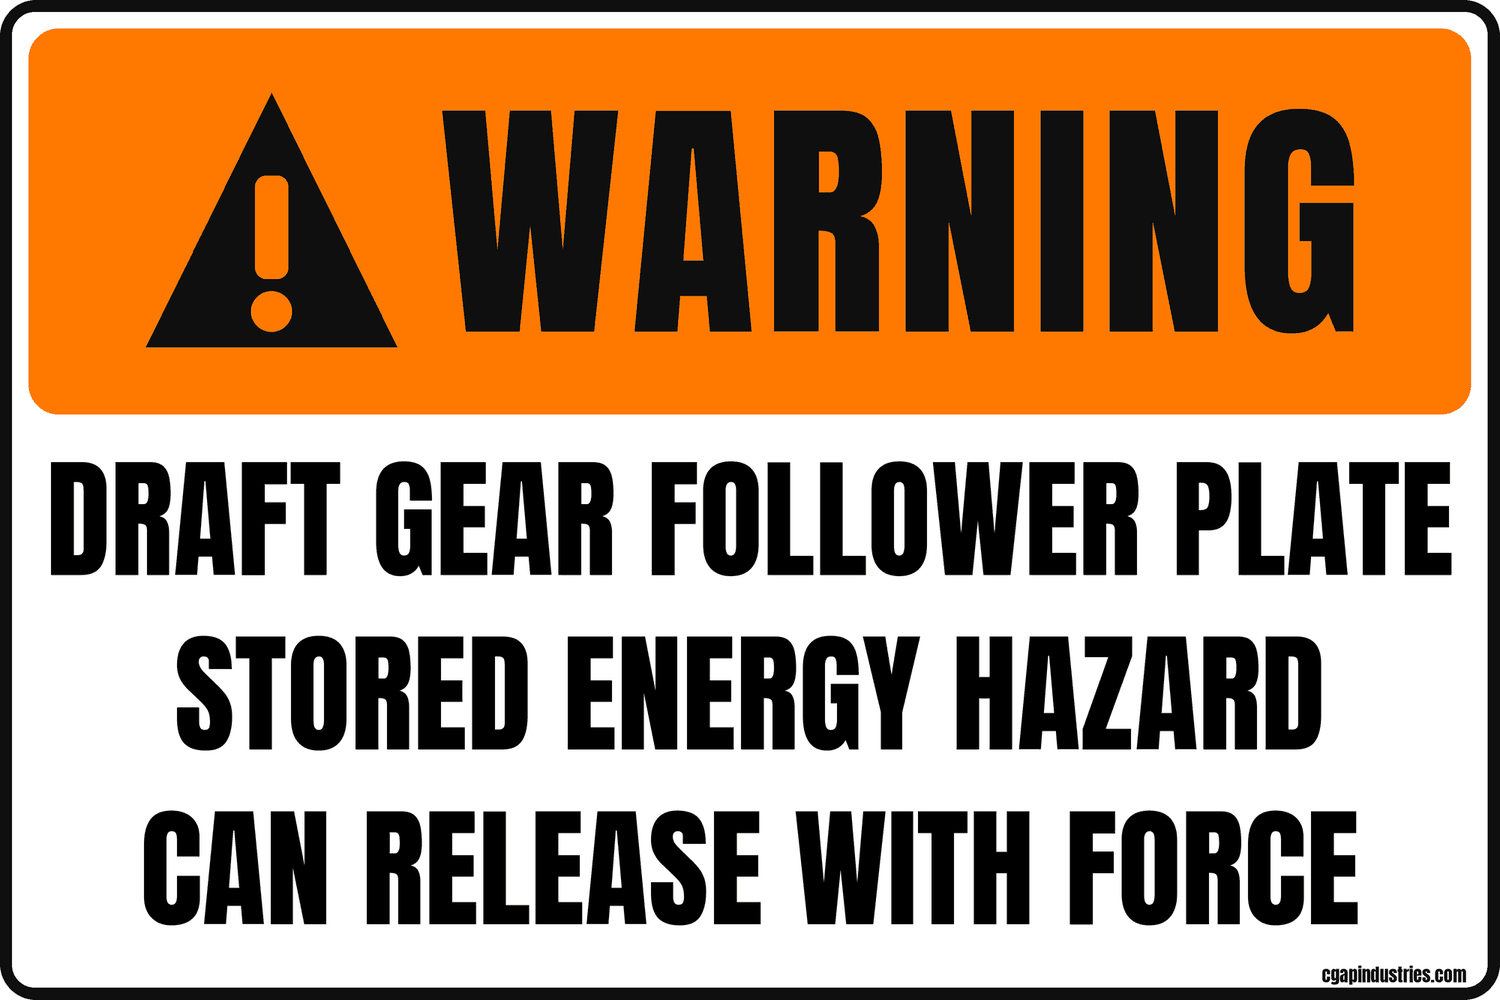 WARNING
DRAFT GEAR FOLLOWER PLATE
STORED ENERGY HAZARD
CAN RELEASE WITH FORCE
cgapindustries.com